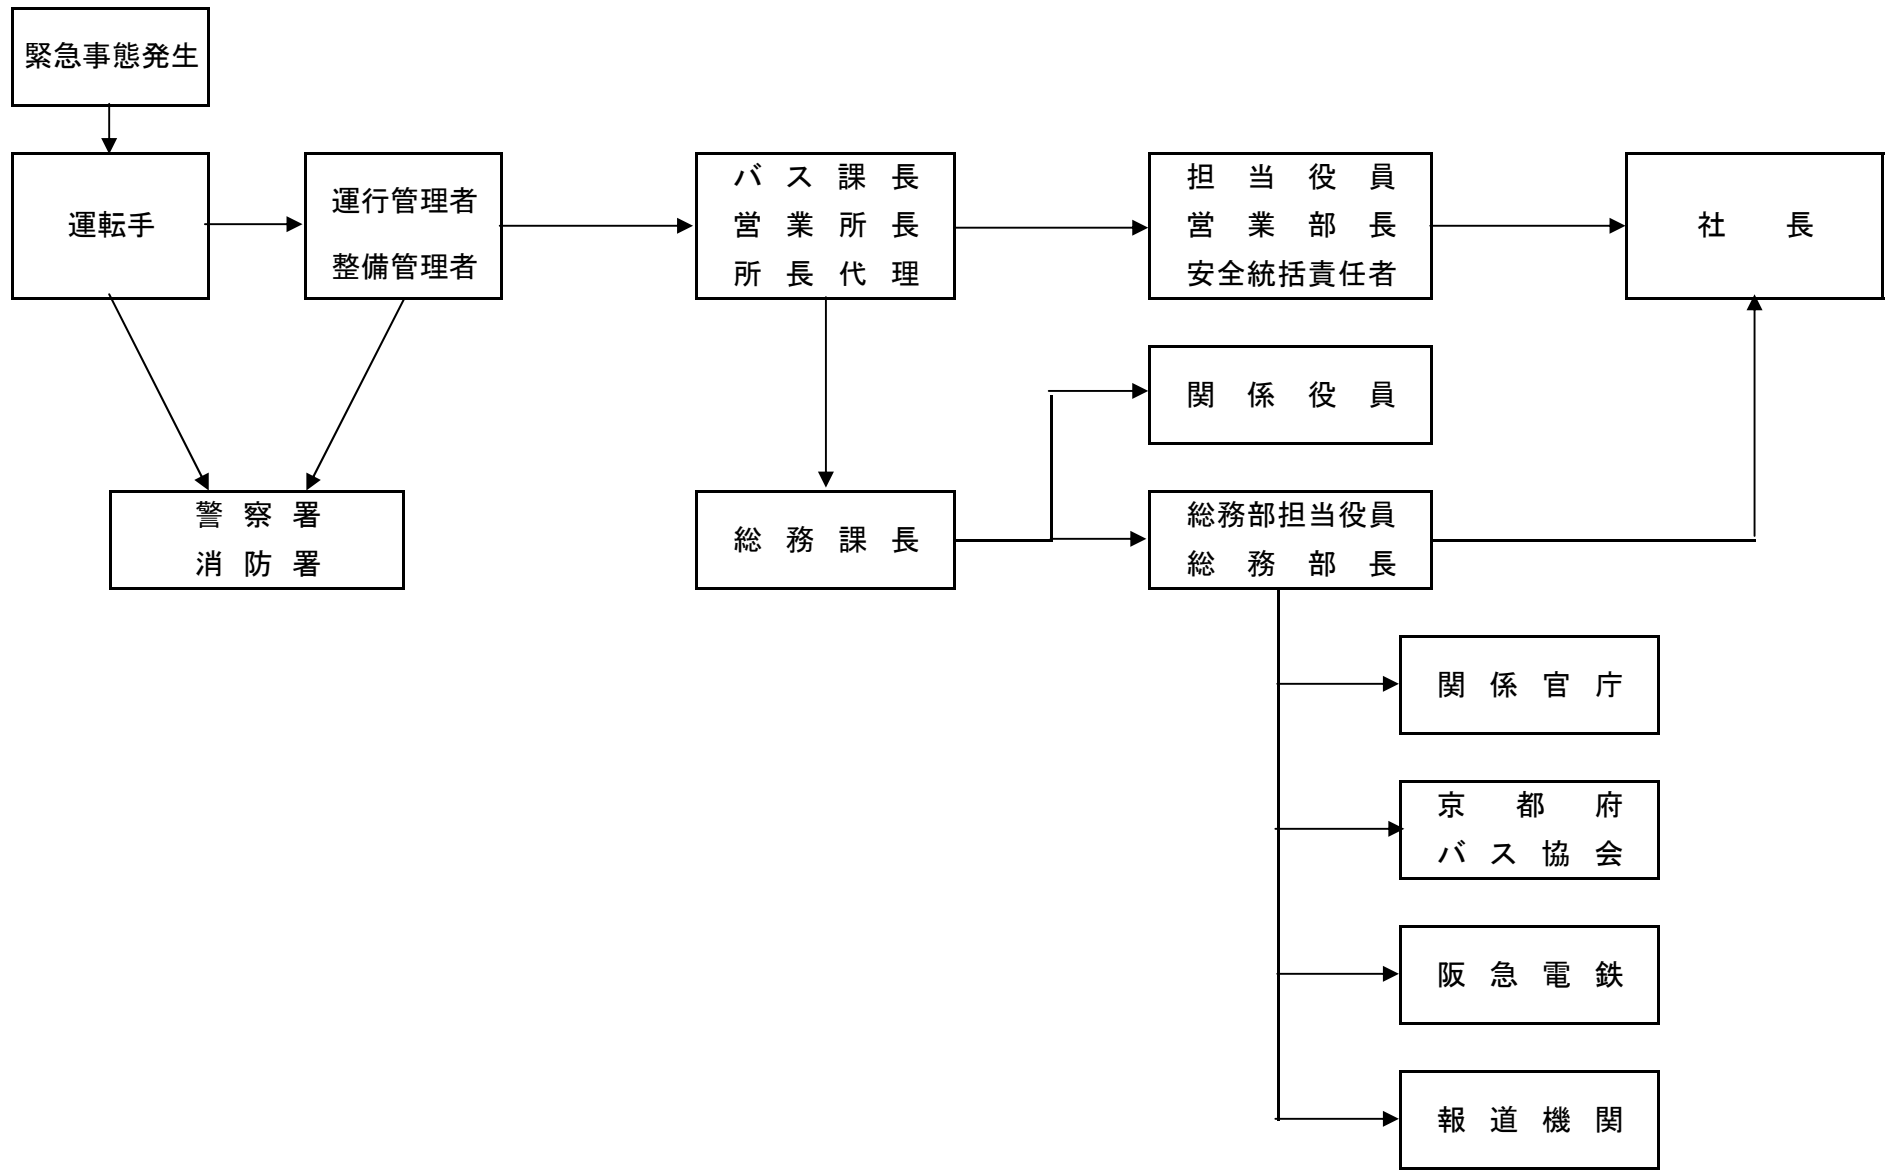 緊急事態発生
運転手
運行管理者
整備管理者
バス課長
営業所長
所長代理
担当役員
営業部長
安全統括責任者
社長
関係役員
警察署
消防署
総務課長
総務部担当役員
総務部長
関係官庁
京都府
バス協会
阪急電鉄
報道機関